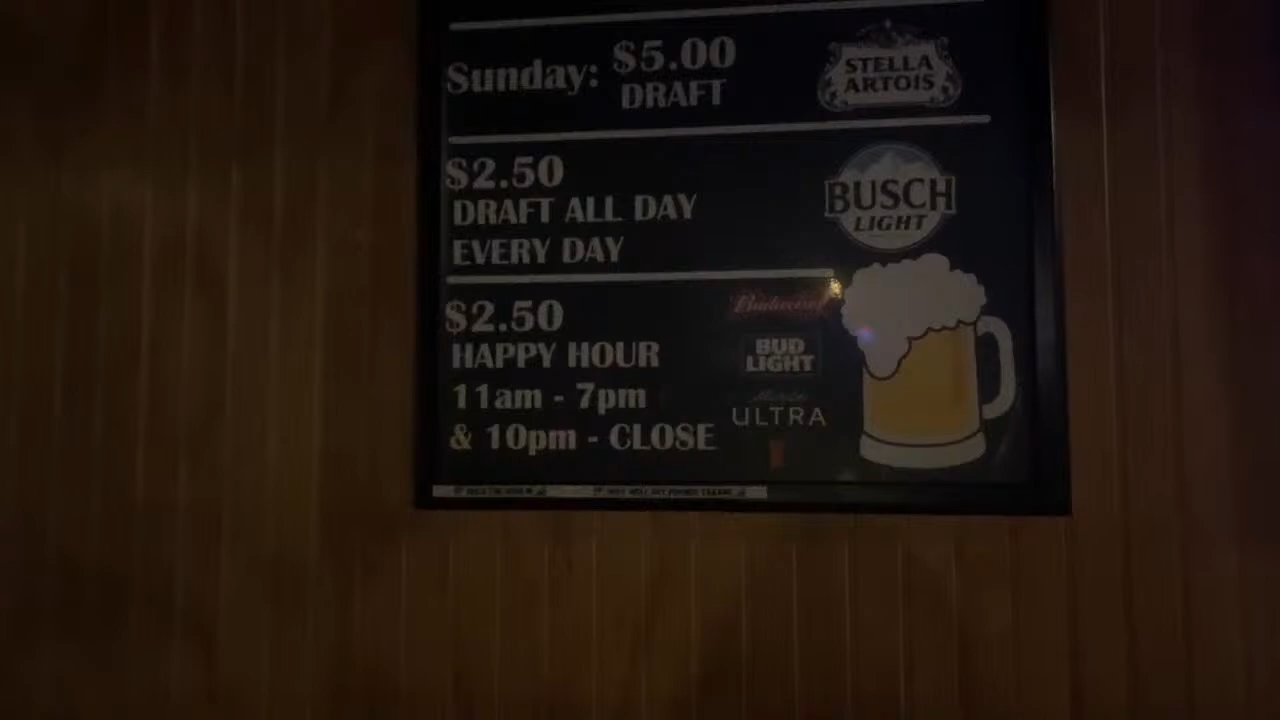 Sunday: $5.00
DRAFT
STELLA
ARTOIS
$2.50
DRAFT ALL DAY
EVERY DAY
BUSCH
LIGHT
$2.50
HAPPY HOUR
11am - 7pm
& 10pm - CLOSE
Budweiser
BUD
LIGHT
ULTRA